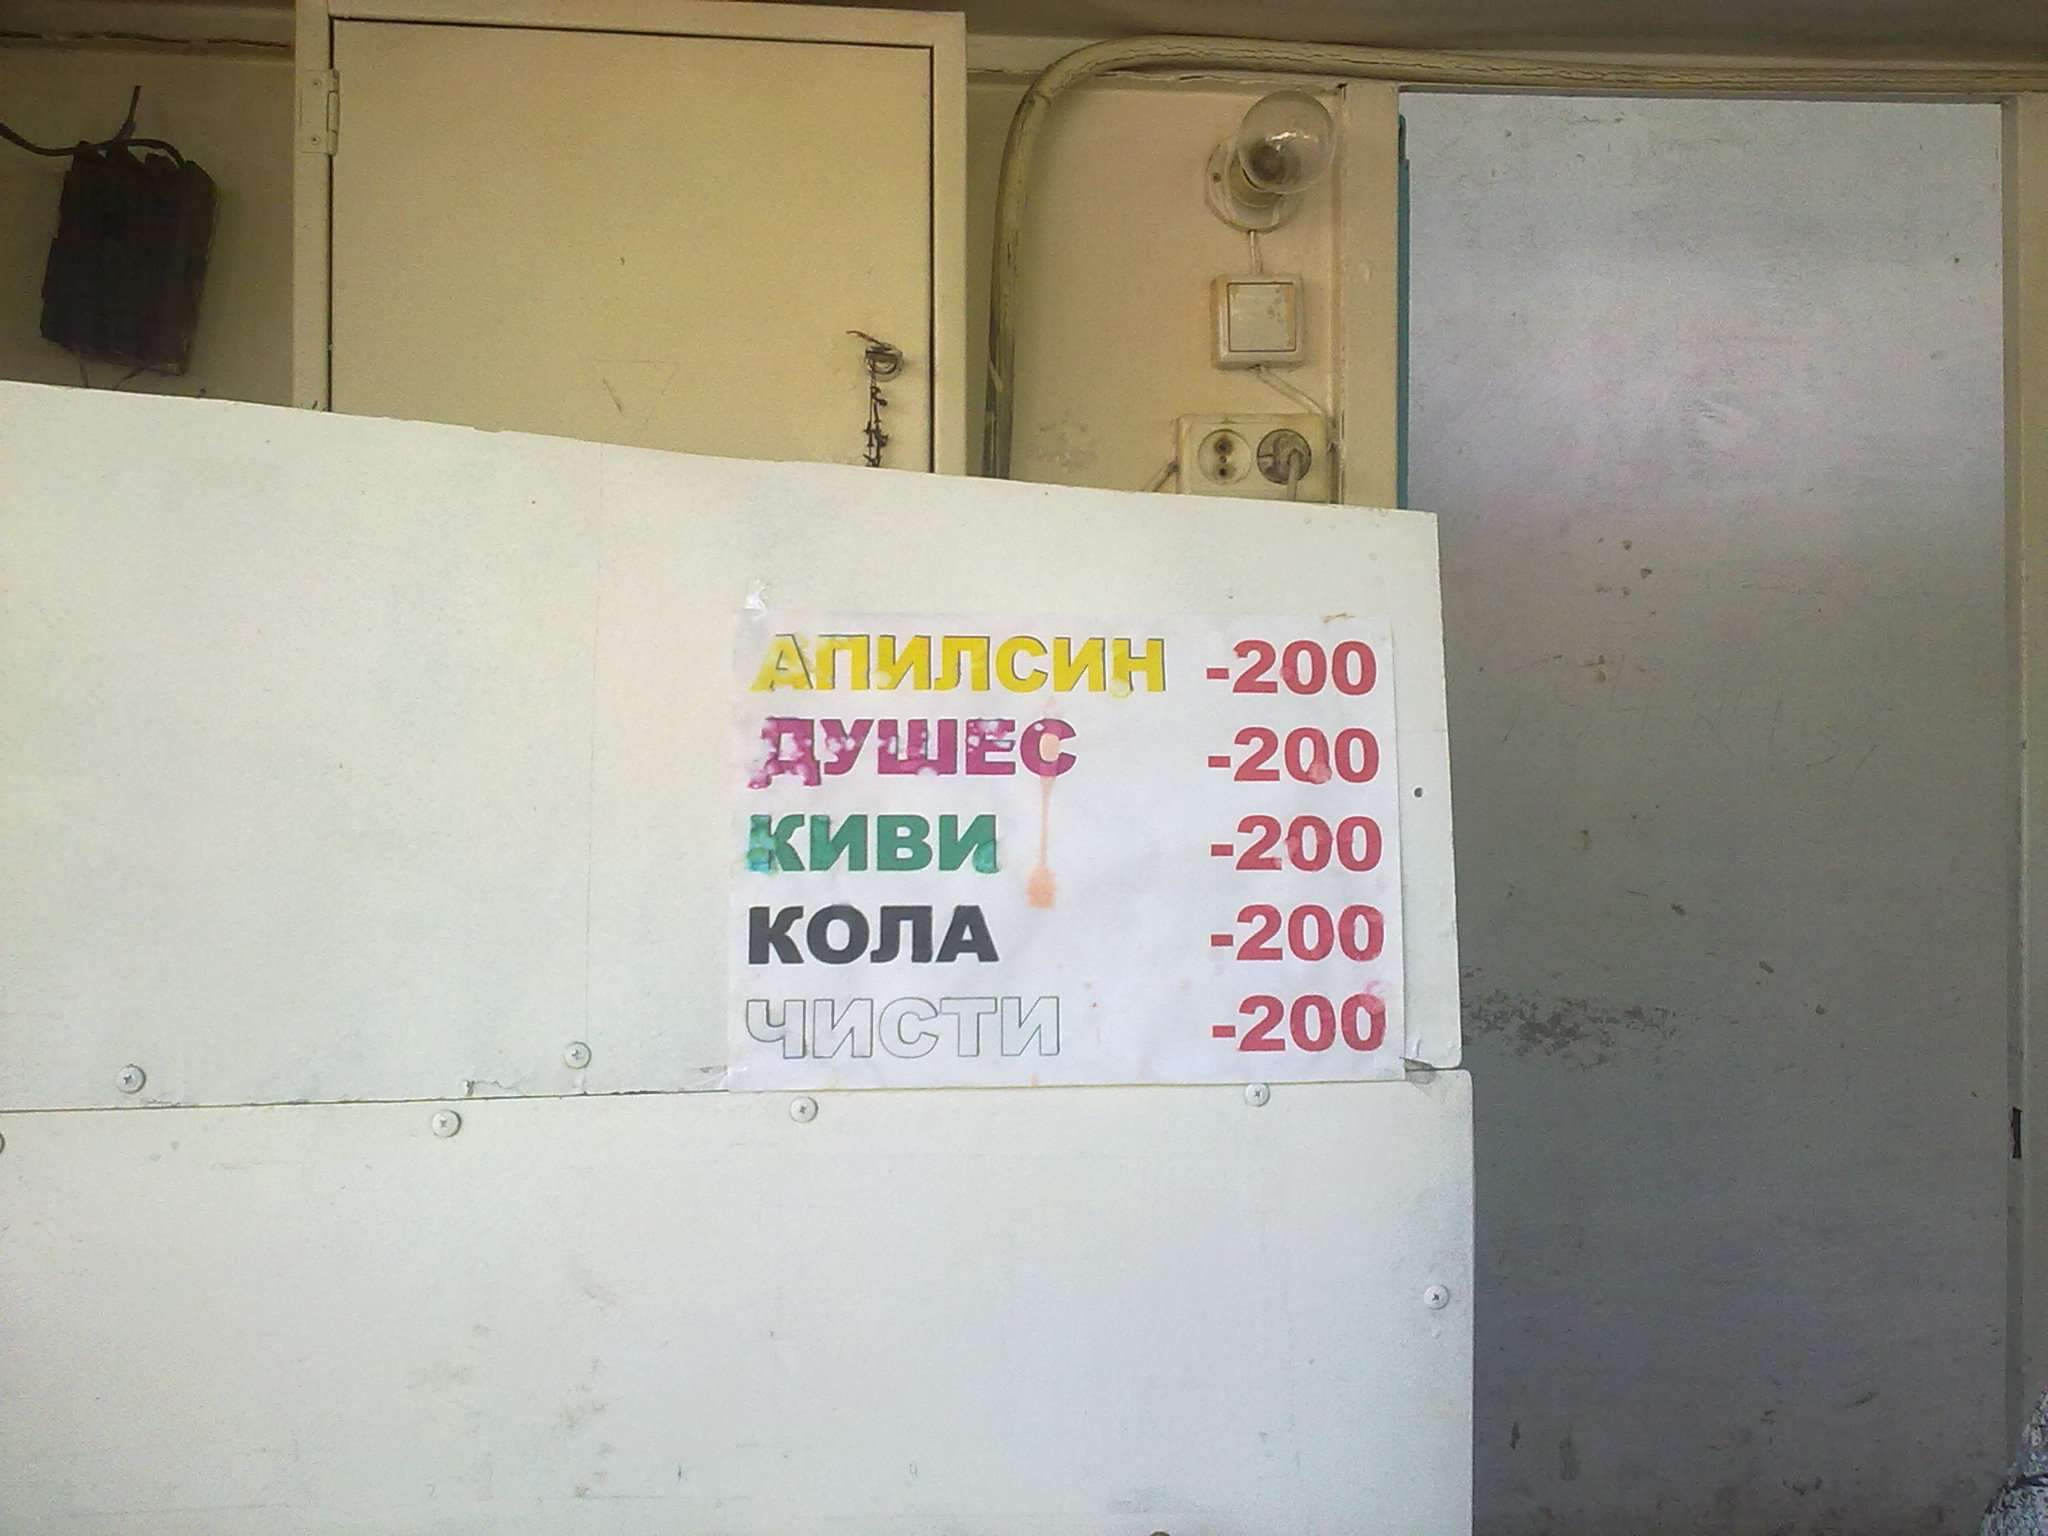 АПИЛСИН -200
ДУШЕС -200
КИВИ -200
КОЛА -200
ЧИСТИ -200